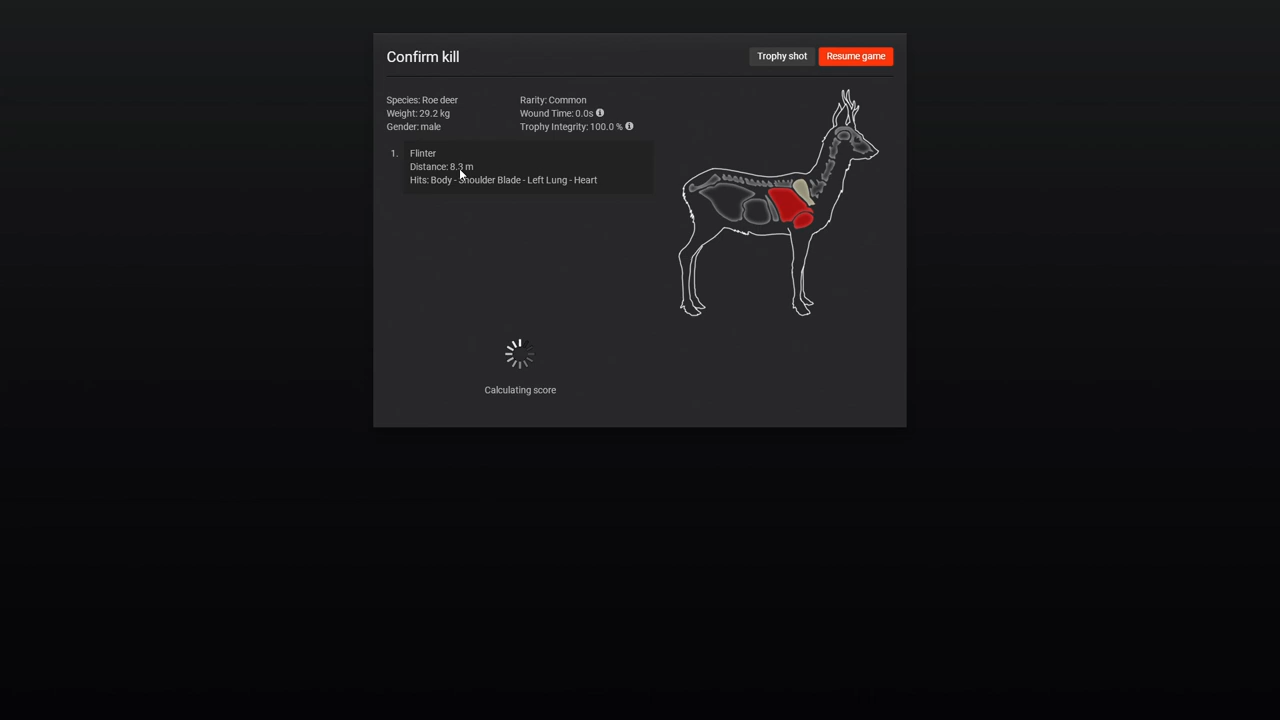 Confirm kill
Trophy shot
Resume game
Species: Roe deer
Rarity: Common
Weight: 29.2 kg
Wound Time: 0.0s
Gender: male
Trophy Integrity: 100.0 %
1. Flinter
Distance: 8.3 m
Hits: Body - Shoulder Blade - Left Lung - Heart
Calculating score